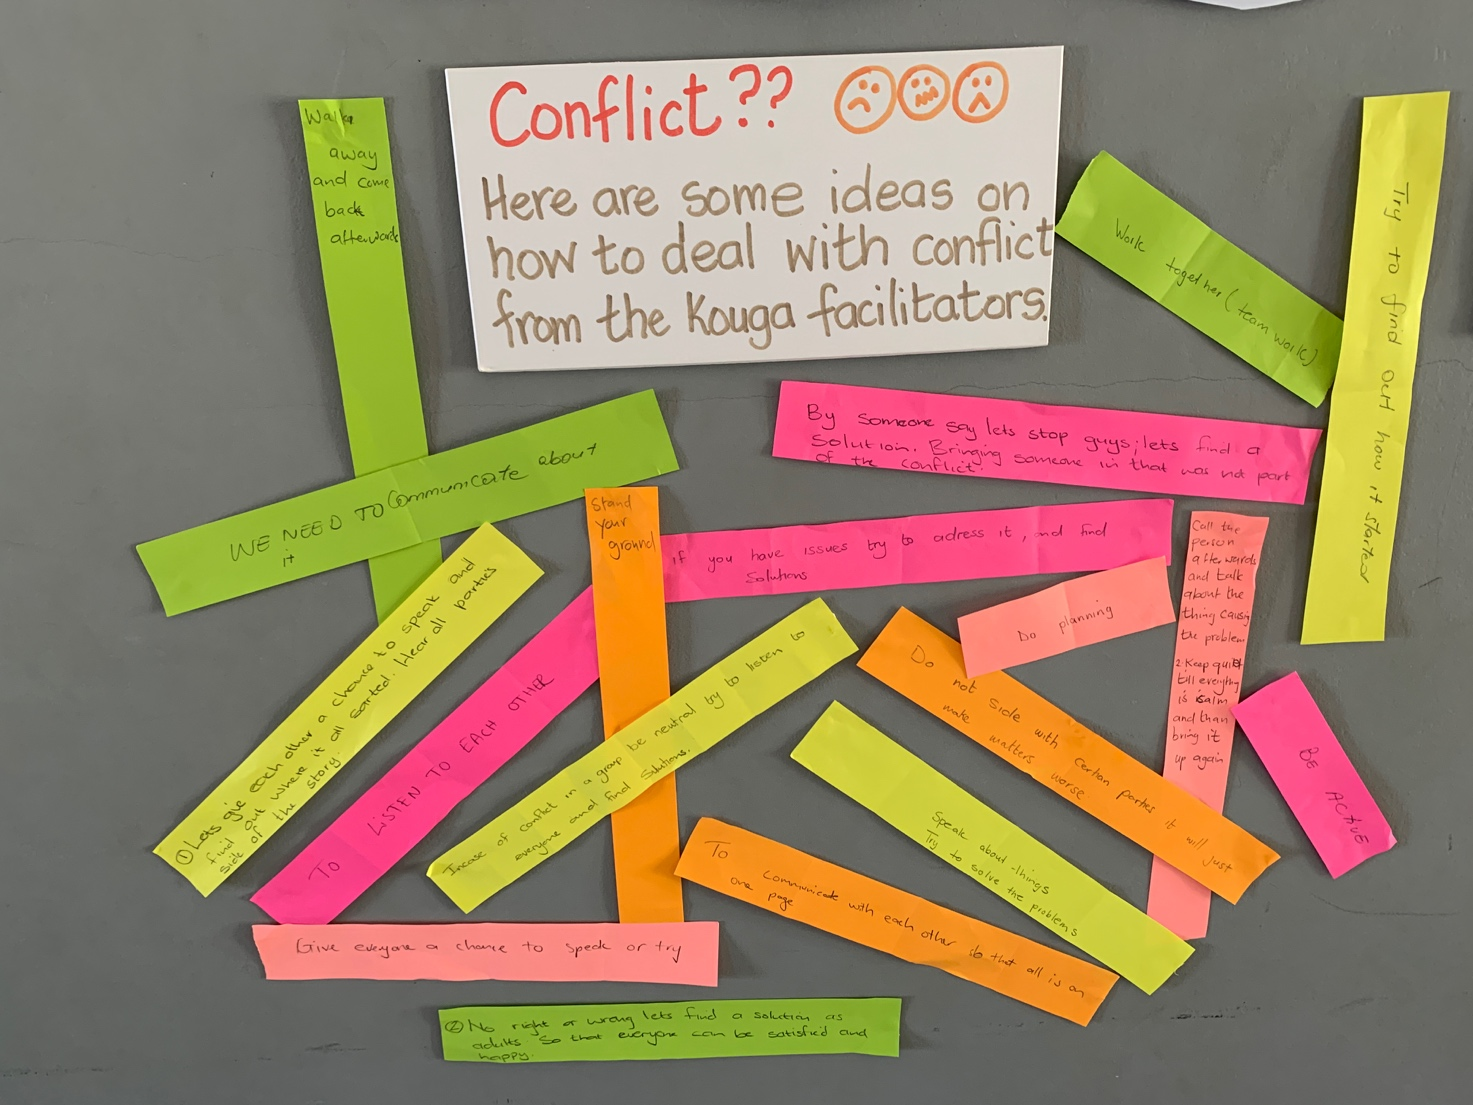 Conflict??
Here are some ideas on
how to deal with conflict
from the Kouga facilitators.
Walk
away
and come
back
afterwards
Work together (team work)
Try to find out how it started
By someone say lets stop guys; lets find a
solution. Bringing someone in that was not part
of the conflict.
WE NEED TO Communicate about
it
Stand
your
ground
if you have issues try to adress it, and find
Solutions
Call the
person
afterwards
and talk
about the
thing causing
the problem
2. Keep quiet
till everything
is calm
and than
bring it
up again
Do planning
① Lets give each other a chance to speak and
find out where it all started. Hear all parties
side of the story.
TO LISTEN TO EACH OTHER
Incase of conflict in a group be neutral try to listen to
everyone and find Solutions.
Do not side with certian parties it will just
make matters worse.
BE ACTIVE
Speak about things
Try to solve the problems
To Communicate with each other so that all is on
one page
Give everyone a chance to speak or try
② No right or wrong lets find a solution as
adults So that everyone can be satisfied and
happy.